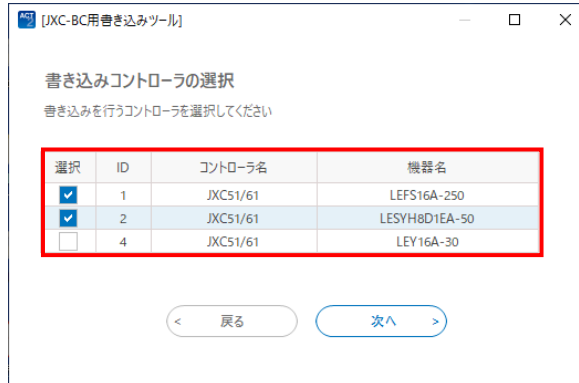 ACT2 [JXC-BC用書き込みツール]
書き込みコントローラの選択
書き込みを行うコントローラを選択してください
選択 ID コントローラ名 機器名
1 JXC51/61 LEFS16A-250
2 JXC51/61 LESYH8D1EA-50
4 JXC51/61 LEY16A-30
< 戻る 次へ >